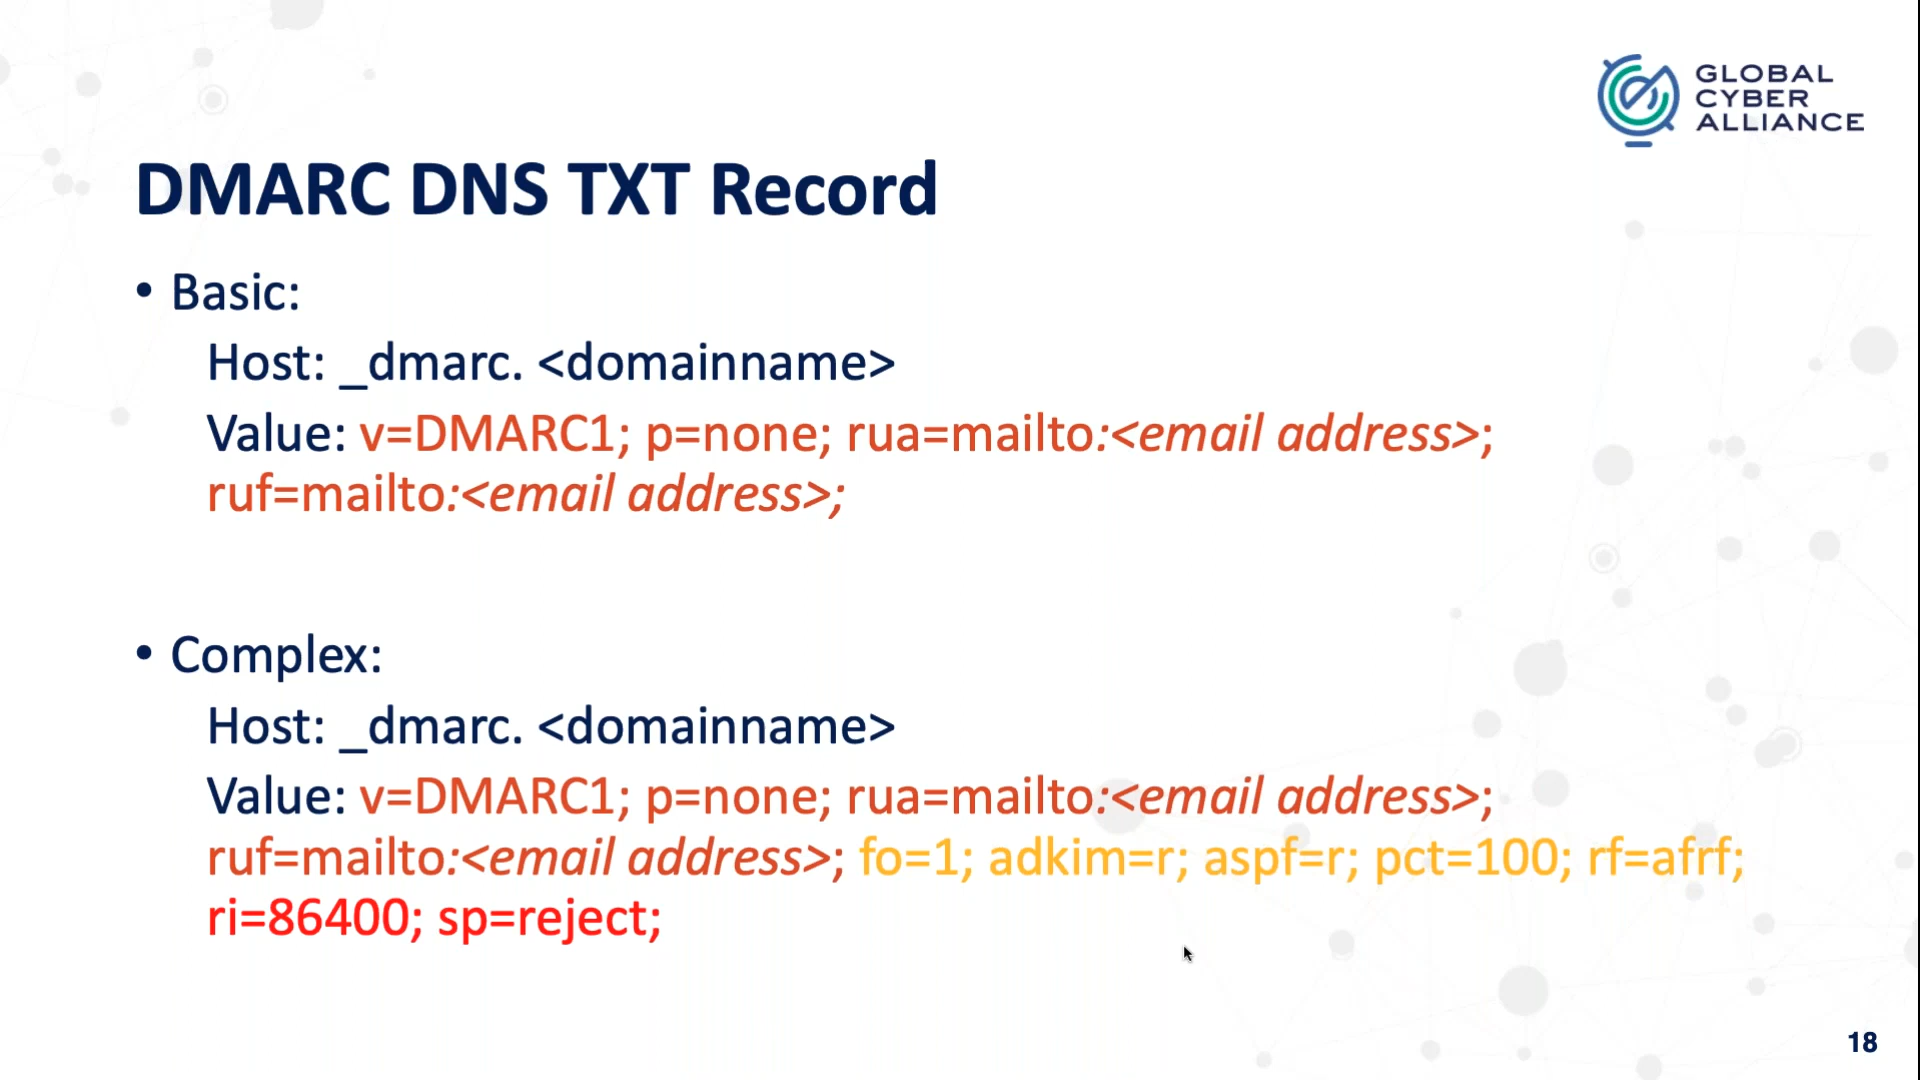 GLOBAL
CYBER
ALLIANCE
DMARC DNS TXT Record
• Basic:
Host: _dmarc. <domainname>
Value: v=DMARC1; p=none; rua=mailto:<email address>;
ruf=mailto:<email address>;
• Complex:
Host: _dmarc. <domainname>
Value: v=DMARC1; p=none; rua=mailto:<email address>;
ruf=mailto:<email address>; fo=1; adkim=r; aspf=r; pct=100; rf=afrf;
ri=86400; sp=reject;
18